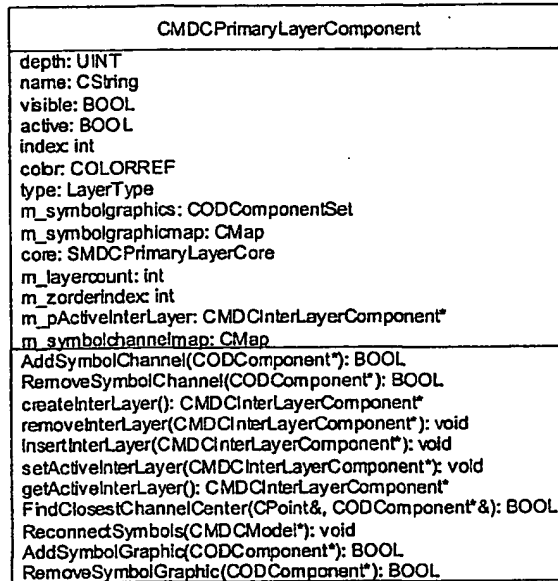 CMDCPrimaryLayerComponent
depth: UINT
name: CString
visible: BOOL
active: BOOL
index: int
color: COLORREF
type: LayerType
m_symbolgraphics: CODComponentSet
m_symbolgraphicmap: CMap
core: SMDCPrimaryLayerCore
m_layercount: int
m_zorderindex: int
m_pActiveInterLayer: CMDCInterLayerComponent*
m_symbolchannelmap: CMap
AddSymbolChannel(CODComponent*): BOOL
RemoveSymbolChannel(CODComponent*): BOOL
createInterLayer(): CMDCInterLayerComponent*
removeInterLayer(CMDCInterLayerComponent*): void
InsertInterLayer(CMDCInterLayerComponent*): void
setActiveInterLayer(CMDCInterLayerComponent*): void
getActiveInterLayer(): CMDCInterLayerComponent*
FindClosestChannelCenter(CPoint&, CODComponent*&): BOOL
ReconnectSymbols(CMDCModel*): void
AddSymbolGraphic(CODComponent*): BOOL
RemoveSymbolGraphic(CODComponent*): BOOL